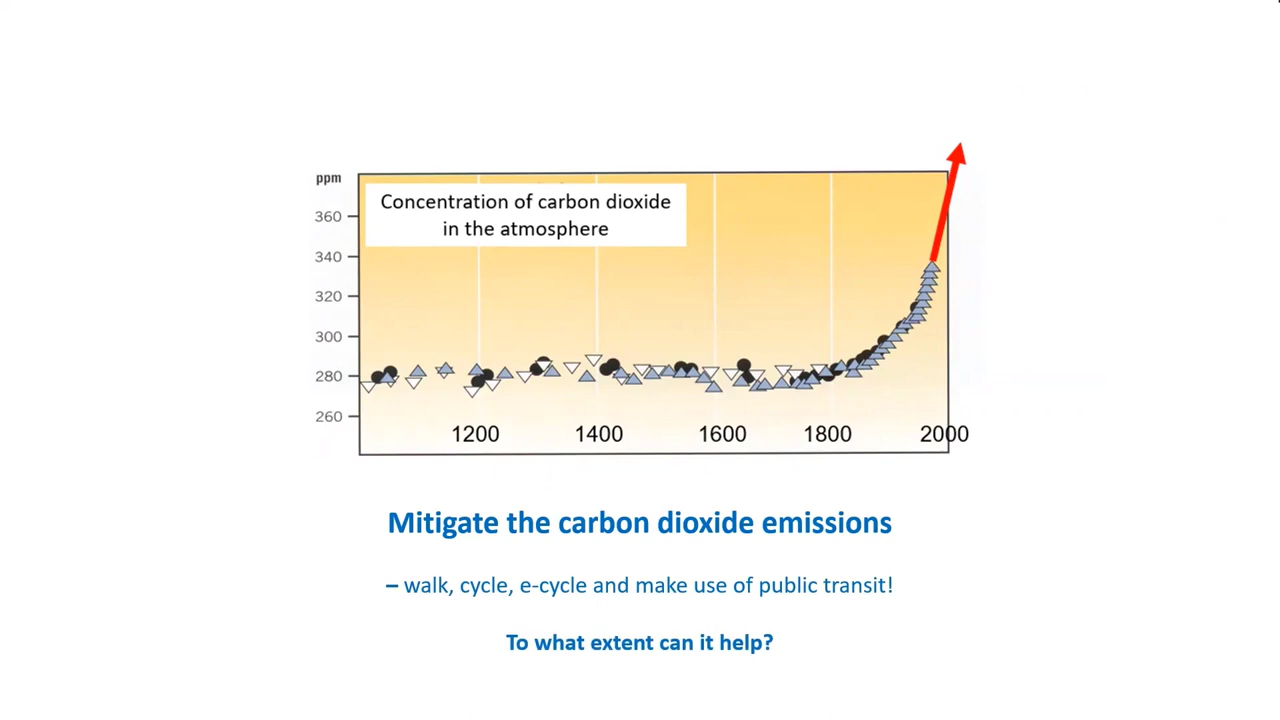 ppm
Concentration of carbon dioxide
in the atmosphere
360
340
320
300
280
260
1200 1400 1600 1800 2000
Mitigate the carbon dioxide emissions
– walk, cycle, e-cycle and make use of public transit!
To what extent can it help?